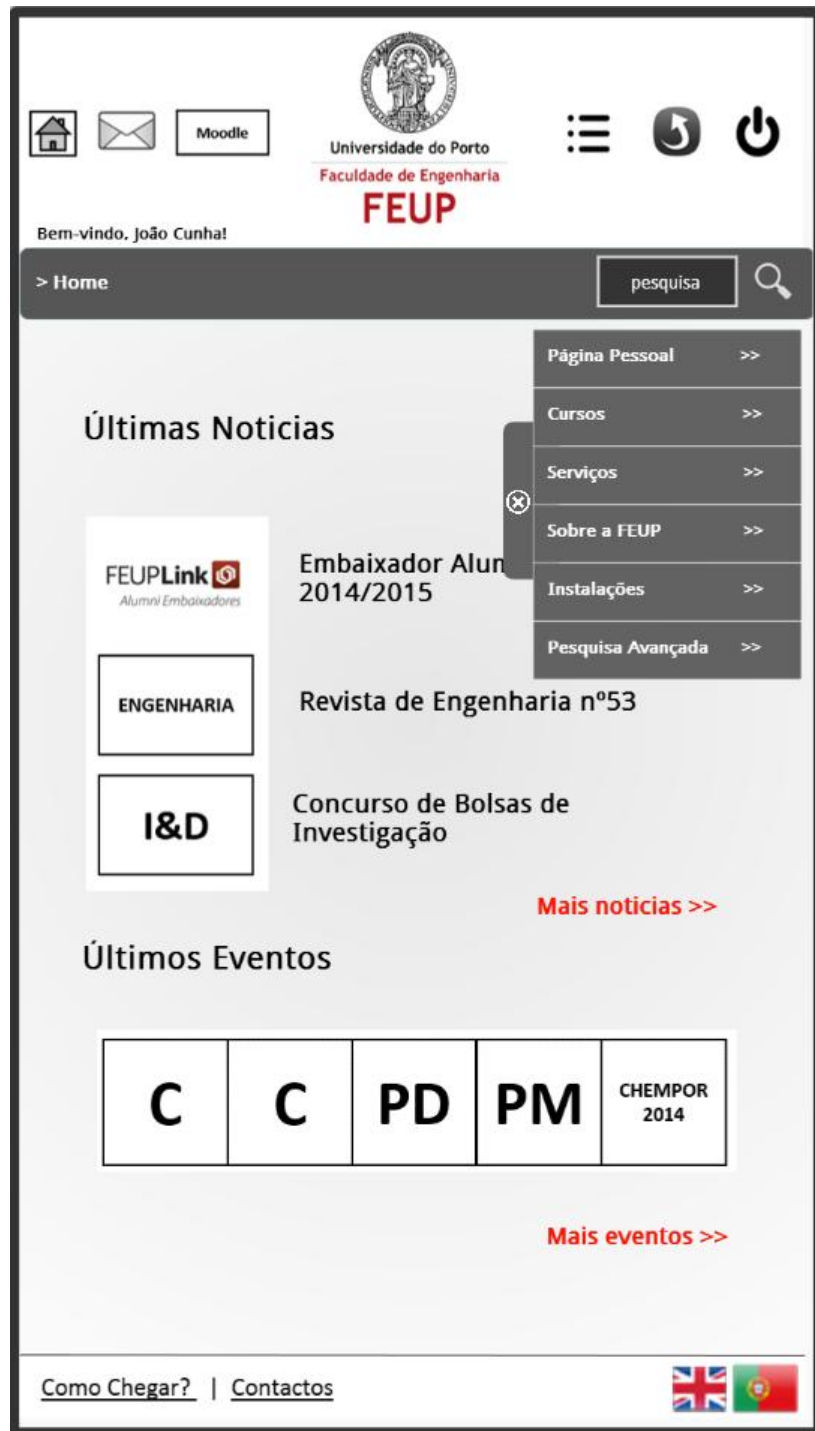 Moodle
Universidade do Porto
Faculdade de Engenharia
FEUP
Bem-vindo, João Cunha!
> Home
pesquisa
Página Pessoal >>
Cursos >>
Serviços >>
Sobre a FEUP >>
Instalações >>
Pesquisa Avançada >>
Últimas Noticias
FEUPLink
Alumni Embaixadores
Embaixador Alun
2014/2015
ENGENHARIA
Revista de Engenharia nº53
I&D
Concurso de Bolsas de
Investigação
Mais noticias >>
Últimos Eventos
C C PD PM CHEMPOR
2014
Mais eventos >>
Como Chegar? | Contactos